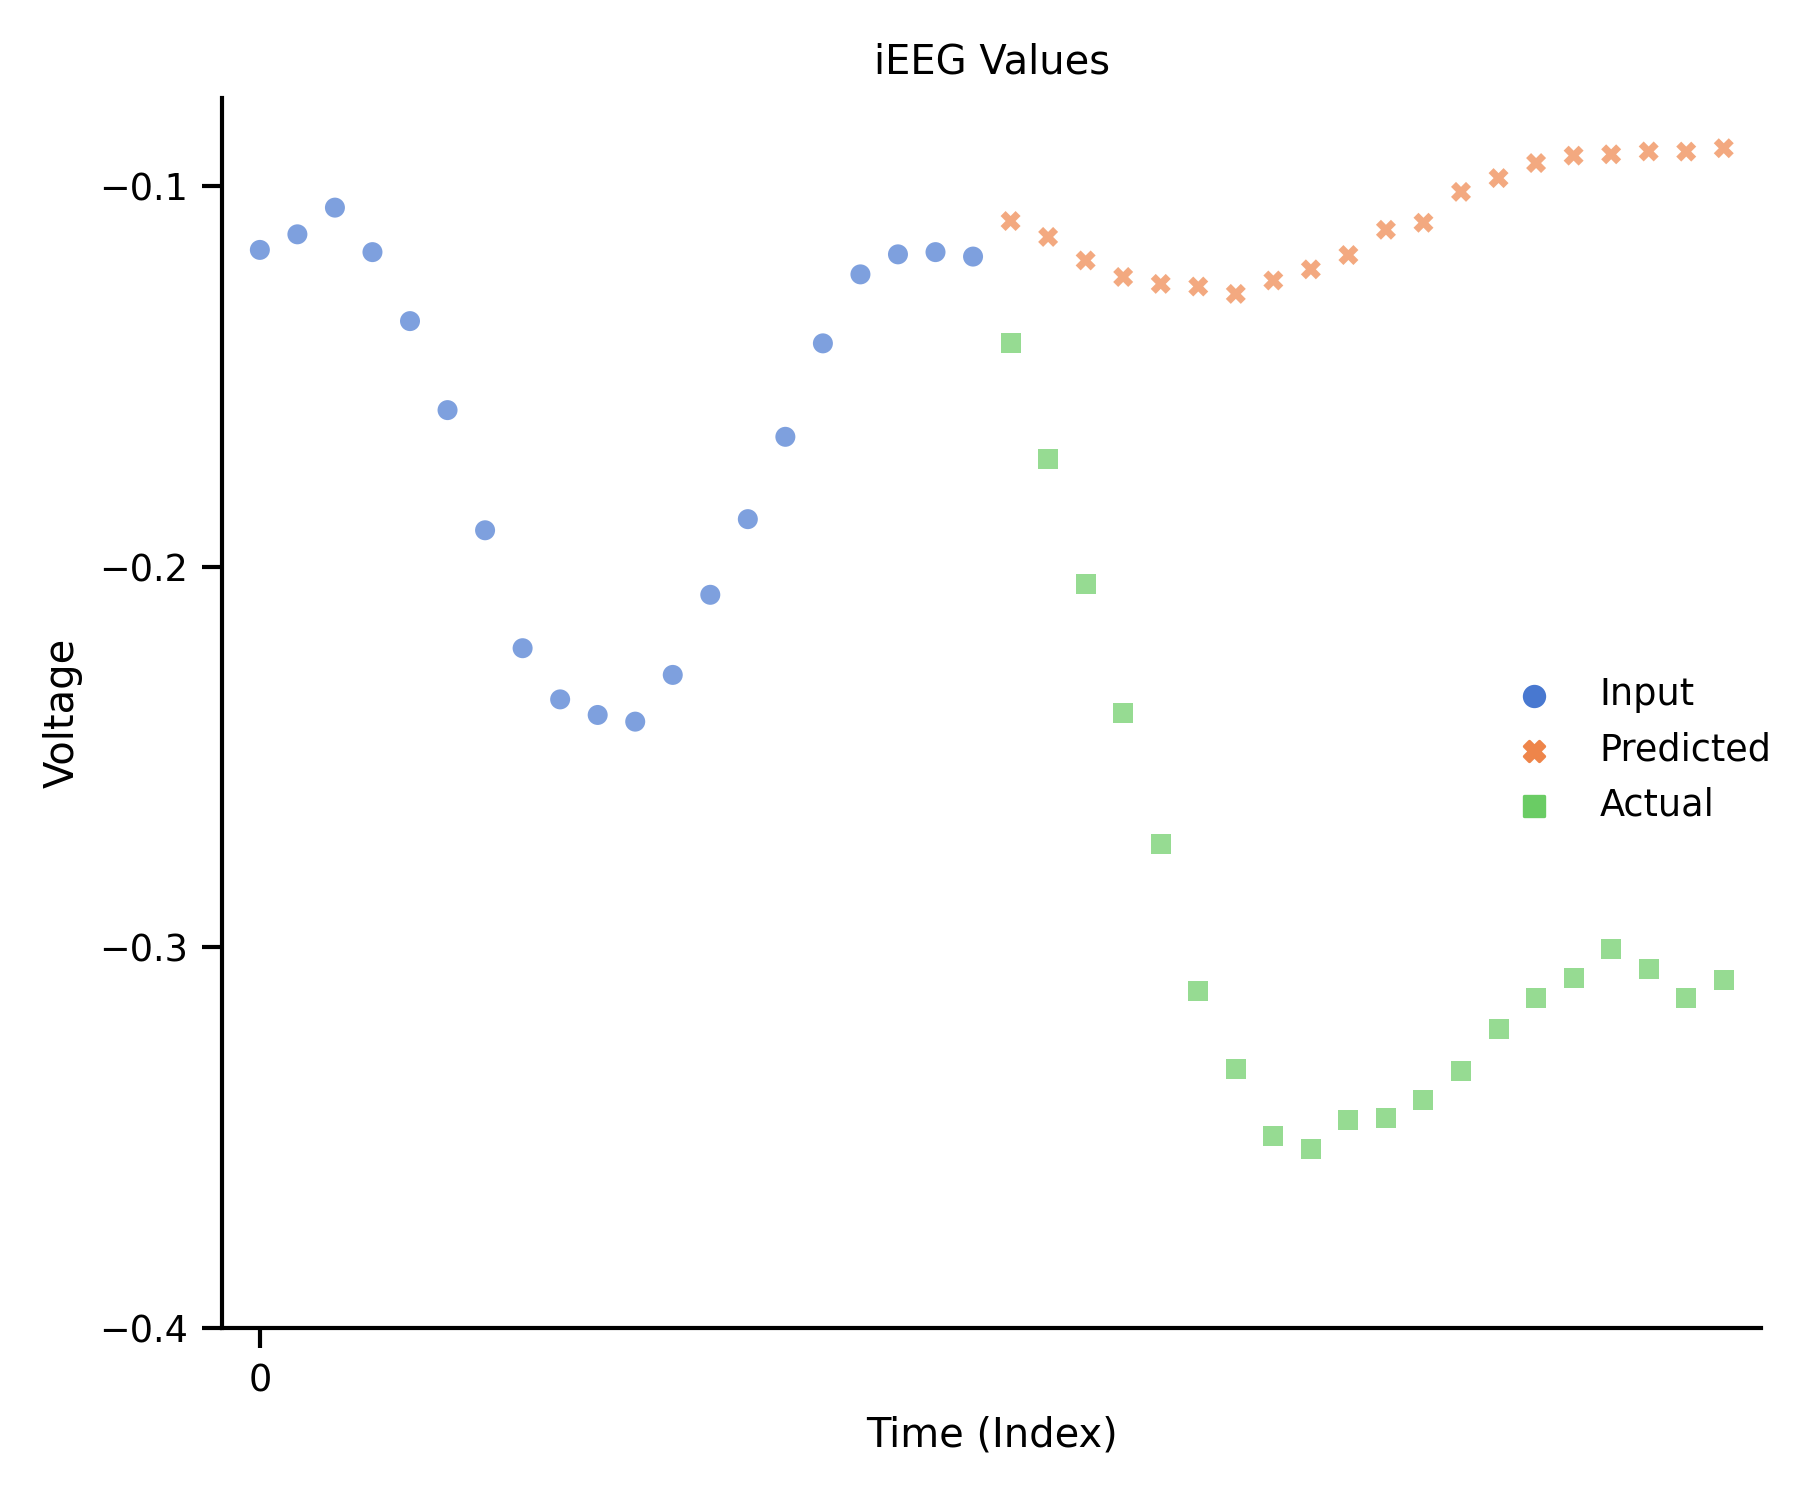 iEEG Values
−0.1
−0.2
−0.3
−0.4
Voltage
Input
Predicted
Actual
0
Time (Index)